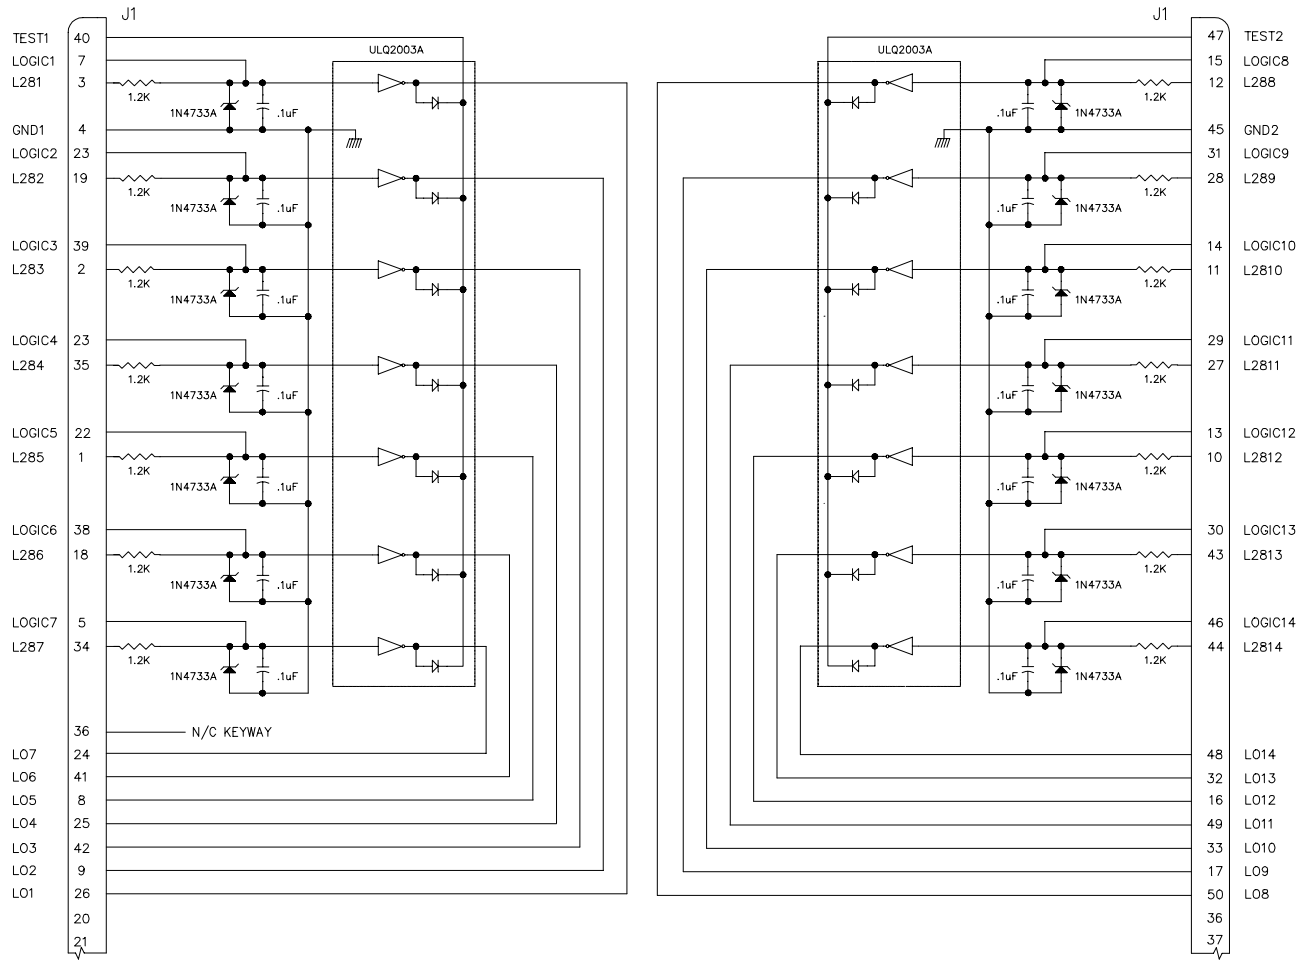 J1
J1
TEST1 40
47 TEST2
ULQ2003A
ULQ2003A
LOGIC1 7
15 LOGIC8
L281 3
12 L288
1.2K
1.2K
1N4733A .1uF
.1uF 1N4733A
GND1 4
45 GND2
LOGIC2 23
31 LOGIC9
L282 19
28 L289
1.2K
1.2K
1N4733A .1uF
.1uF 1N4733A
LOGIC3 39
14 LOGIC10
L283 2
11 L2810
1.2K
1.2K
1N4733A .1uF
.1uF 1N4733A
LOGIC4 23
29 LOGIC11
L284 35
27 L2811
1.2K
1.2K
1N4733A .1uF
.1uF 1N4733A
LOGIC5 22
13 LOGIC12
L285 1
10 L2812
1.2K
1.2K
1N4733A .1uF
.1uF 1N4733A
LOGIC6 38
30 LOGIC13
L286 18
43 L2813
1.2K
1.2K
1N4733A .1uF
.1uF 1N4733A
LOGIC7 5
46 LOGIC14
L287 34
44 L2814
1.2K
1.2K
1N4733A .1uF
.1uF 1N4733A
36 N/C KEYWAY
LO7 24
48 LO14
LO6 41
32 LO13
LO5 8
16 LO12
LO4 25
49 LO11
LO3 42
33 LO10
LO2 9
17 LO9
LO1 26
50 LO8
20
36
21
37